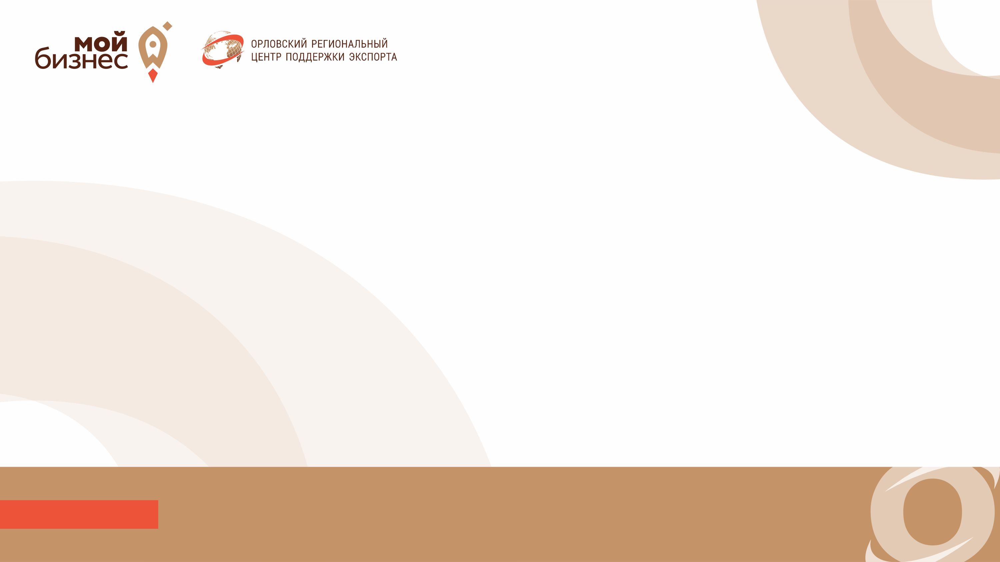 мой
бизнес
ОРЛОВСКИЙ РЕГИОНАЛЬНЫЙ
ЦЕНТР ПОДДЕРЖКИ ЭКСПОРТА